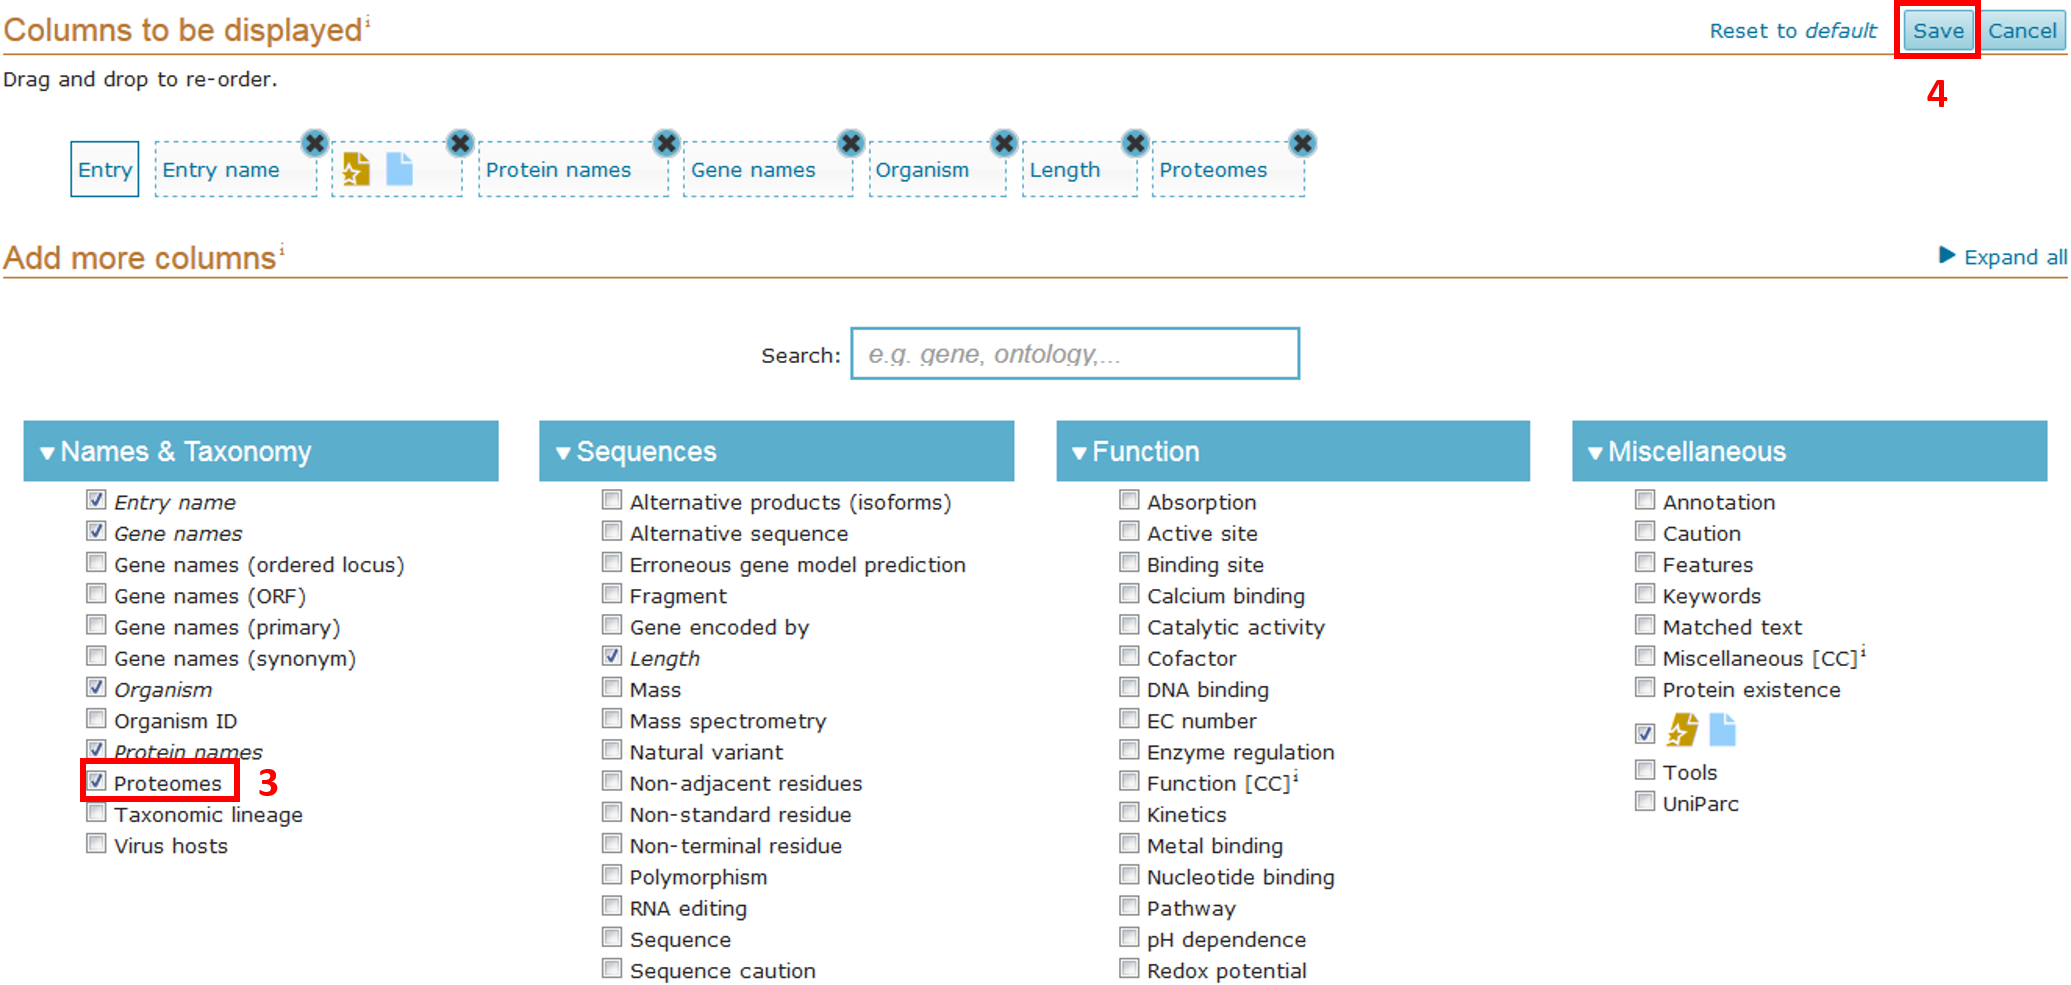 Columns to be displayed i
Reset to default Save Cancel
4
Drag and drop to re-order.
Entry Entry name Protein names Gene names Organism Length Proteomes
Add more columns i
Expand all
Search: e.g. gene, ontology,...
Names & Taxonomy
Entry name
Gene names
Gene names (ordered locus)
Gene names (ORF)
Gene names (primary)
Gene names (synonym)
Organism
Organism ID
Protein names
Proteomes 3
Taxonomic lineage
Virus hosts
Sequences
Alternative products (isoforms)
Alternative sequence
Erroneous gene model prediction
Fragment
Gene encoded by
Length
Mass
Mass spectrometry
Natural variant
Non-adjacent residues
Non-standard residue
Non-terminal residue
Polymorphism
RNA editing
Sequence
Sequence caution
Function
Absorption
Active site
Binding site
Calcium binding
Catalytic activity
Cofactor
DNA binding
EC number
Enzyme regulation
Function [CC] i
Kinetics
Metal binding
Nucleotide binding
Pathway
pH dependence
Redox potential
Miscellaneous
Annotation
Caution
Features
Keywords
Matched text
Miscellaneous [CC] i
Protein existence
Tools
UniParc